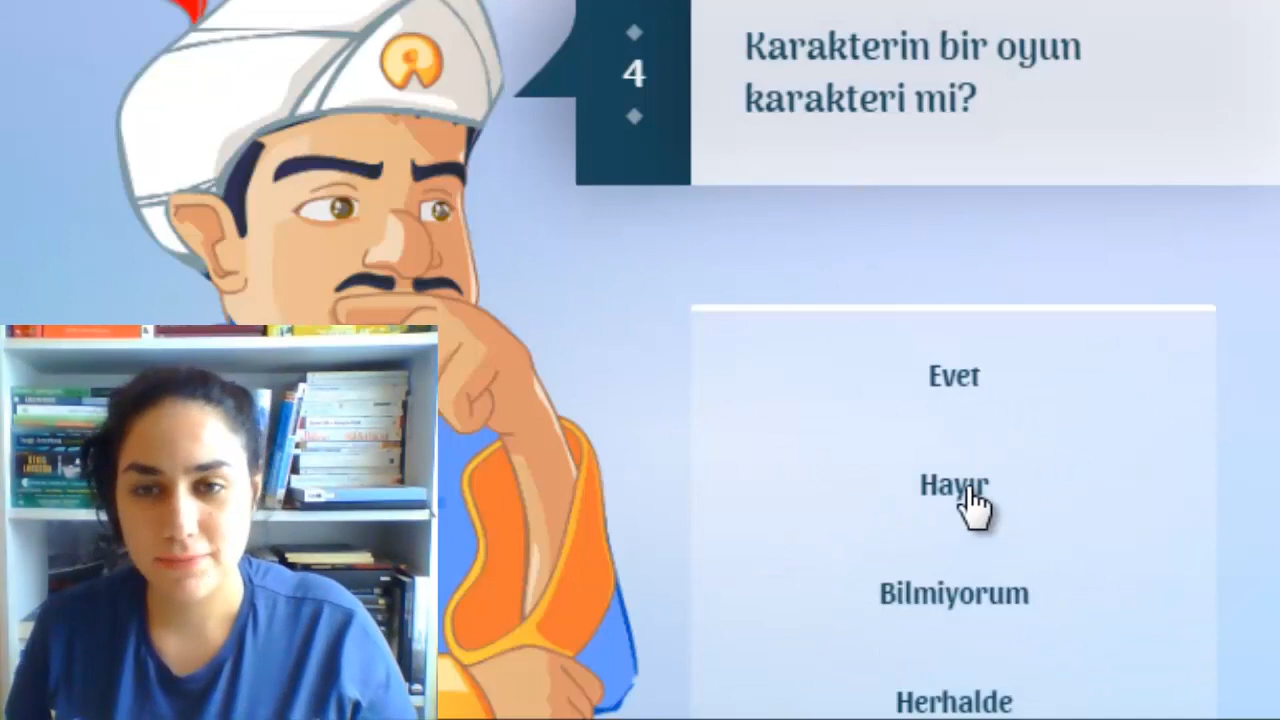 4
Karakterin bir oyun
karakteri mi?
Evet
Hayır
Bilmiyorum
Herhalde